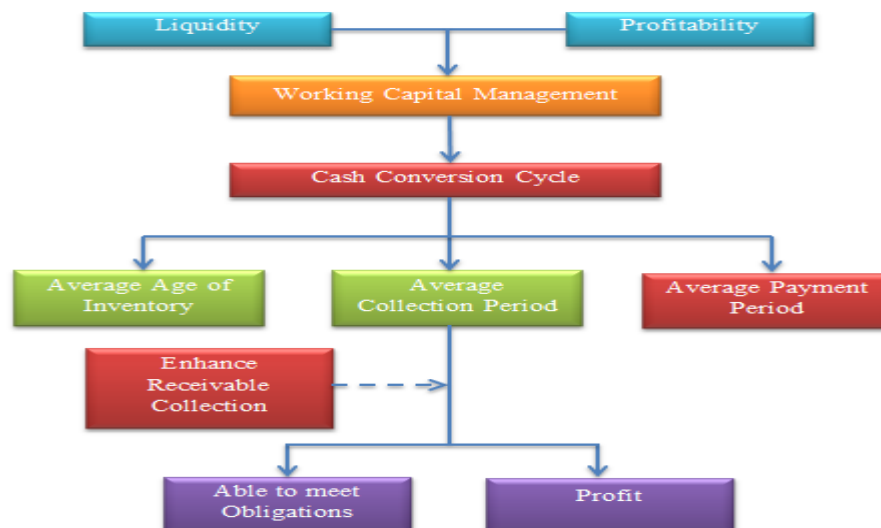 Liquidity
Profitability
Working Capital Management
Cash Conversion Cycle
Average Age of
Inventory
Average
Collection Period
Average Payment
Period
Enhance
Receivable
Collection
Able to meet
Obligations
Profit